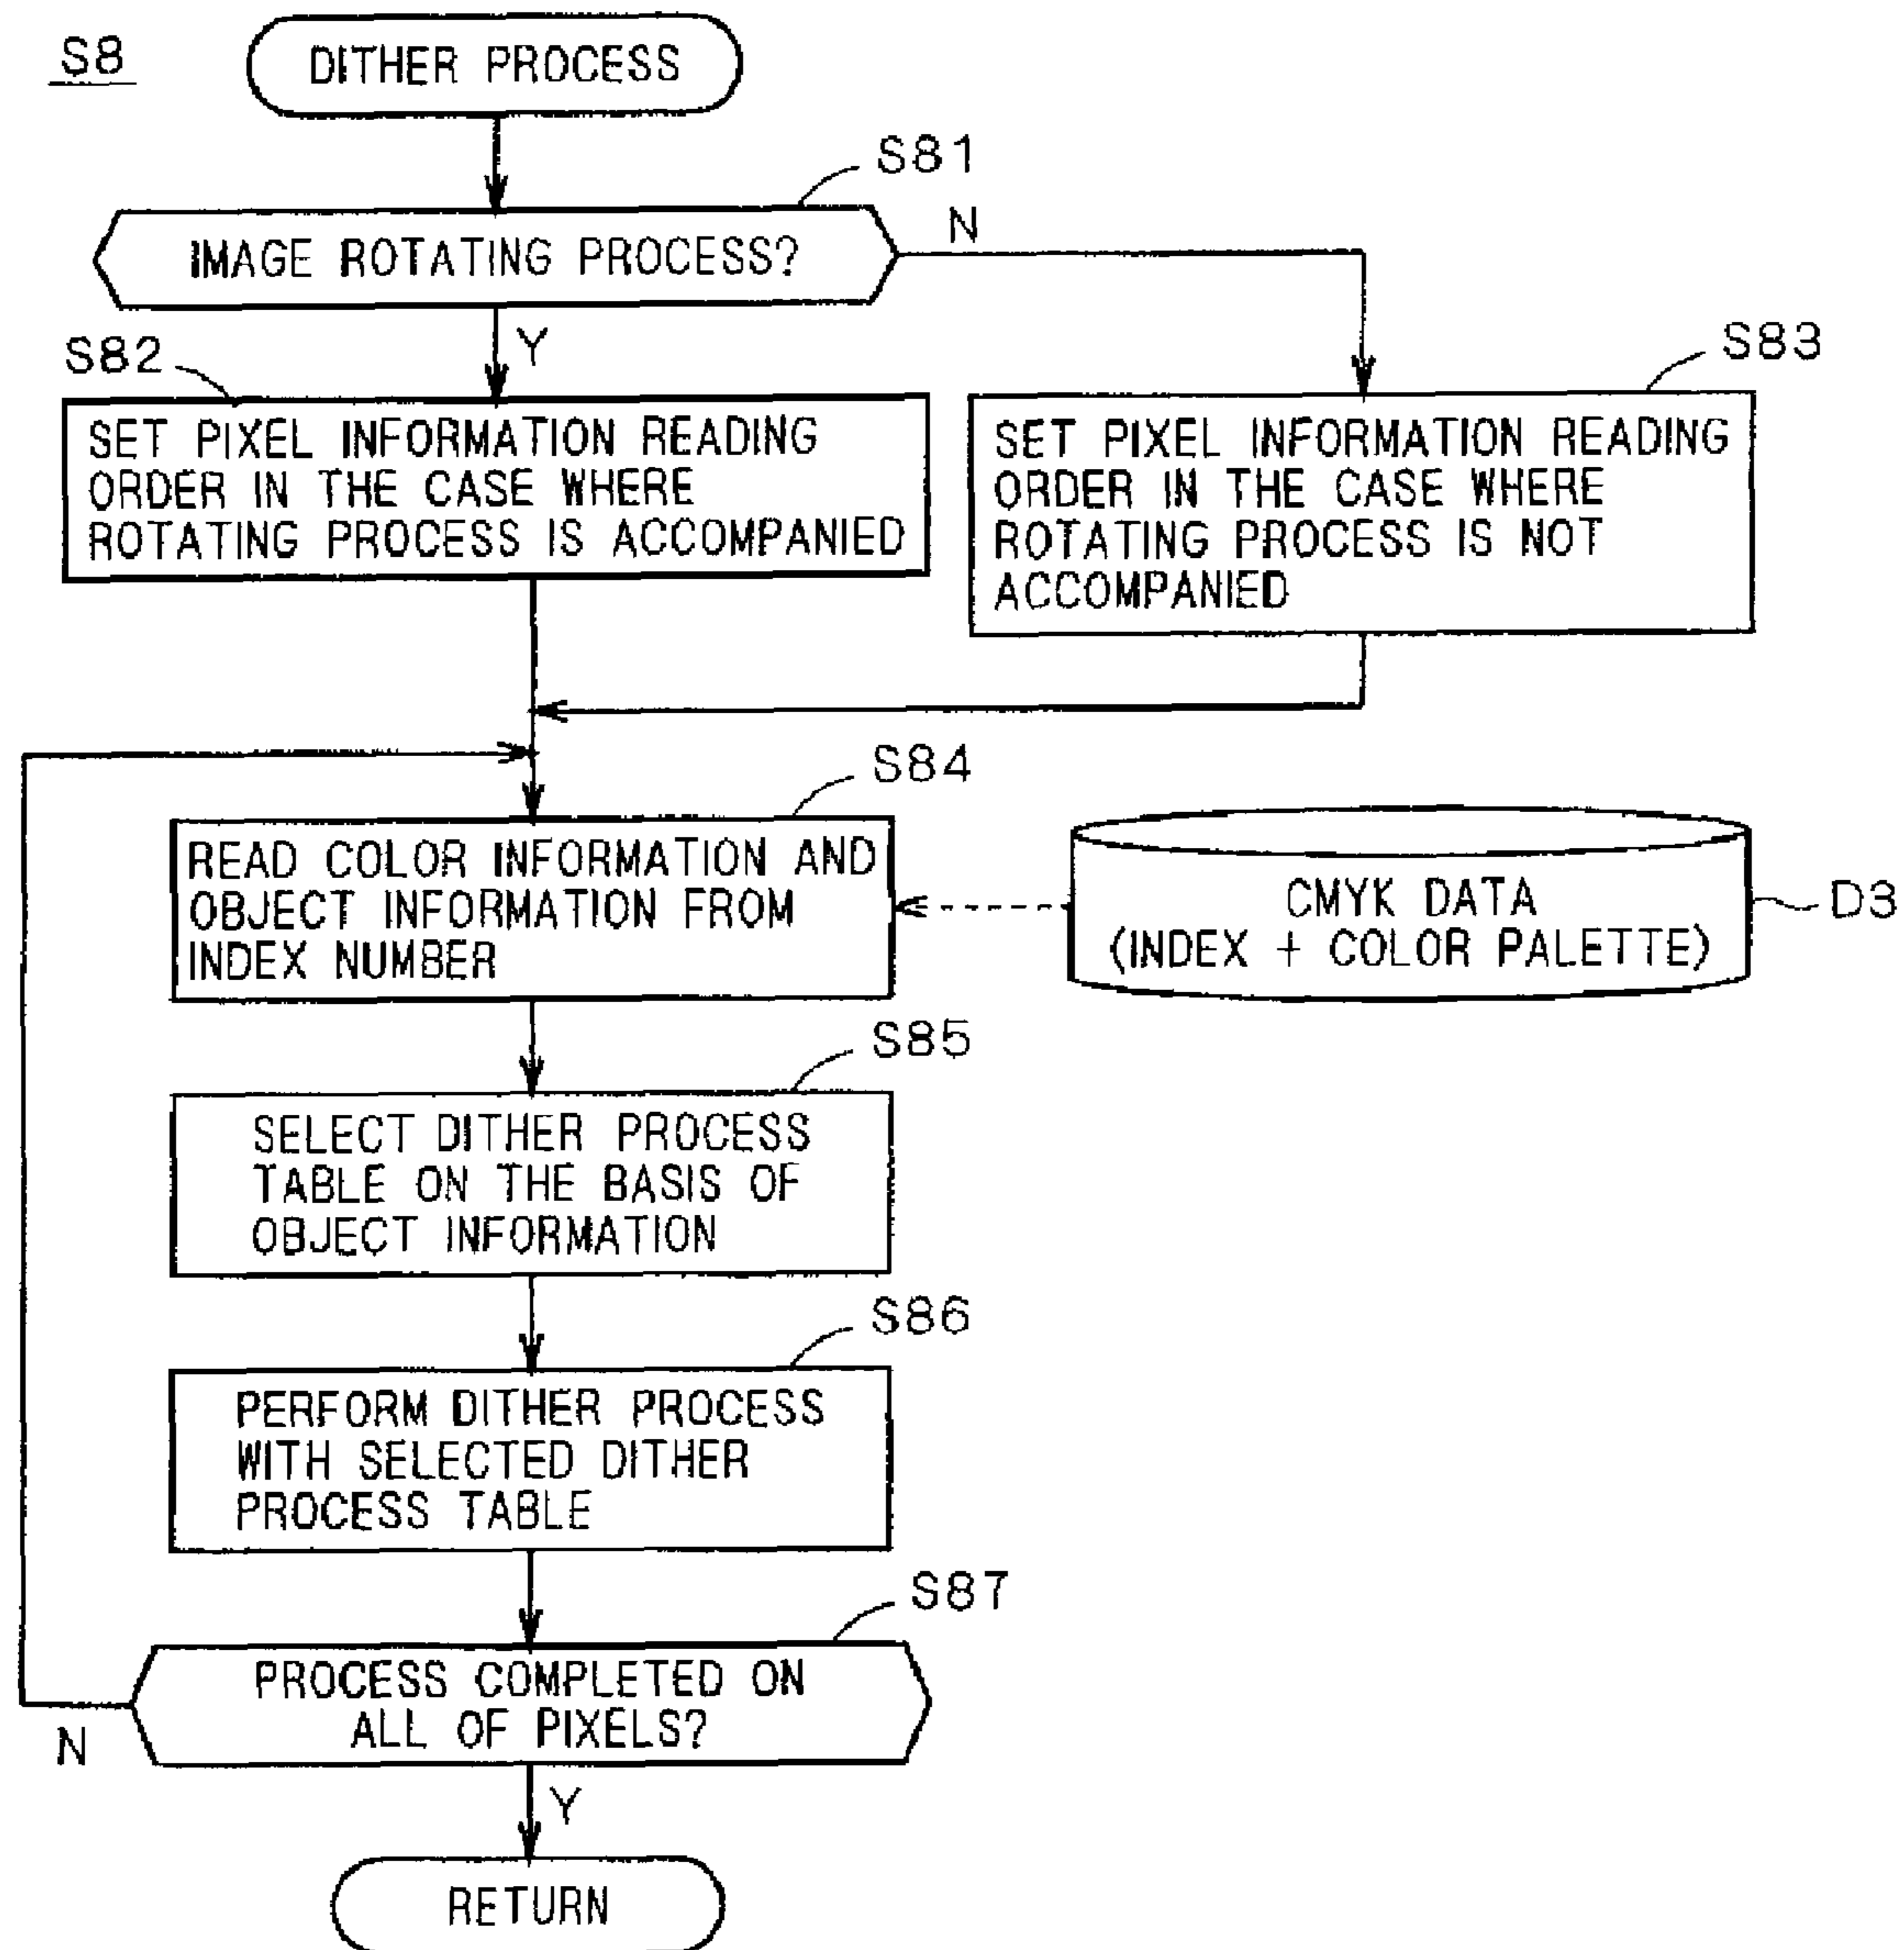 S8
DITHER PROCESS
S81
IMAGE ROTATING PROCESS?
N
Y
S82
SET PIXEL INFORMATION READING
ORDER IN THE CASE WHERE
ROTATING PROCESS IS ACCOMPANIED
S83
SET PIXEL INFORMATION READING
ORDER IN THE CASE WHERE
ROTATING PROCESS IS NOT
ACCOMPANIED
S84
READ COLOR INFORMATION AND
OBJECT INFORMATION FROM
INDEX NUMBER
CMYK DATA
(INDEX + COLOR PALETTE)
D3
S85
SELECT DITHER PROCESS
TABLE ON THE BASIS OF
OBJECT INFORMATION
S86
PERFORM DITHER PROCESS
WITH SELECTED DITHER
PROCESS TABLE
S87
PROCESS COMPLETED ON
ALL OF PIXELS?
N
Y
RETURN